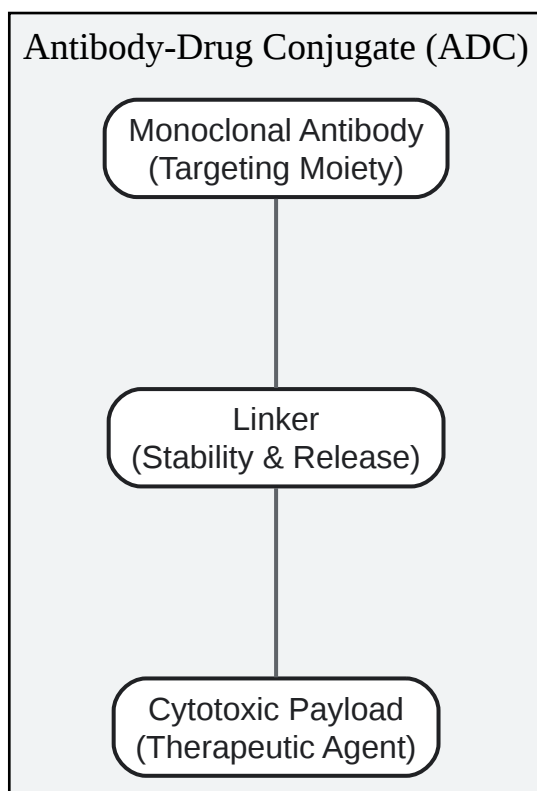 Antibody-Drug Conjugate (ADC)
Monoclonal Antibody
(Targeting Moiety)
Linker
(Stability & Release)
Cytotoxic Payload
(Therapeutic Agent)